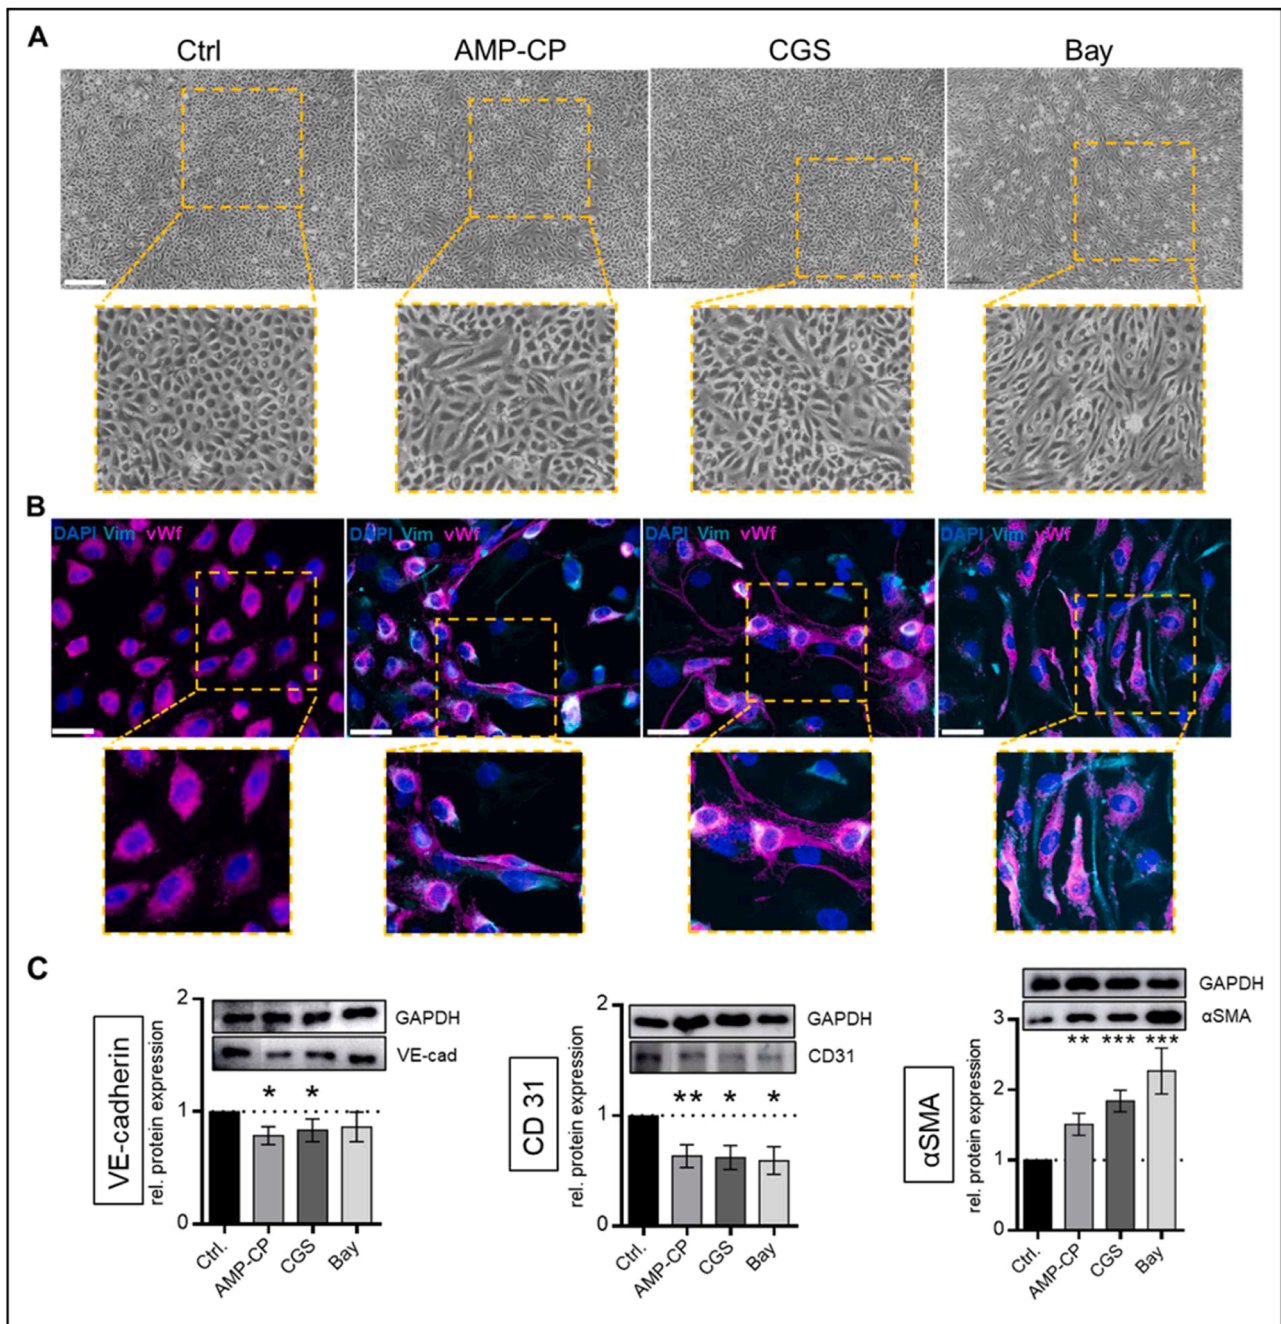 A
Ctrl AMP-CP CGS Bay
B
DAPI Vim vWf DAPI Vim vWf DAPI Vim vWf DAPI Vim vWf
C
VE-cadherin
rel. protein expression
2
1
0
GAPDH
VE-cad
* *
Ctrl. AMP-CP CGS Bay
CD 31
rel. protein expression
2
1
0
GAPDH
CD31
** * *
Ctrl. AMP-CP CGS Bay
αSMA
rel. protein expression
3
2
1
0
GAPDH
αSMA
** *** ***
Ctrl. AMP-CP CGS Bay